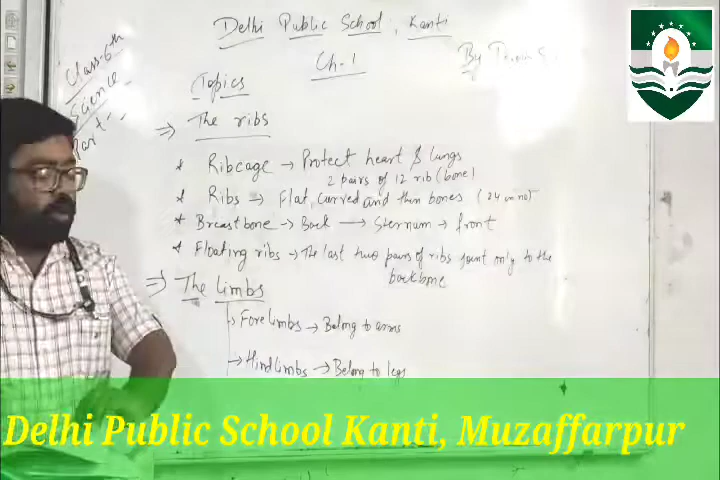 Delhi Public School, Kanti
Ch-1
By
Class-6th
Science
Part-
Topics
⇒ The ribs
* Ribcage → Protect heart & lungs
2 pairs of 12 rib (bone)
* Ribs → Flat, curved and thin bones (24 in no)
* Breastbone → Back → Sternum → front
* Floating ribs → The last two pairs of ribs joint only to the
backbone
⇒ The limbs
→ Forelimbs → Belong to arms
→ Hindlimbs → Belong to legs
Delhi Public School Kanti, Muzaffarpur